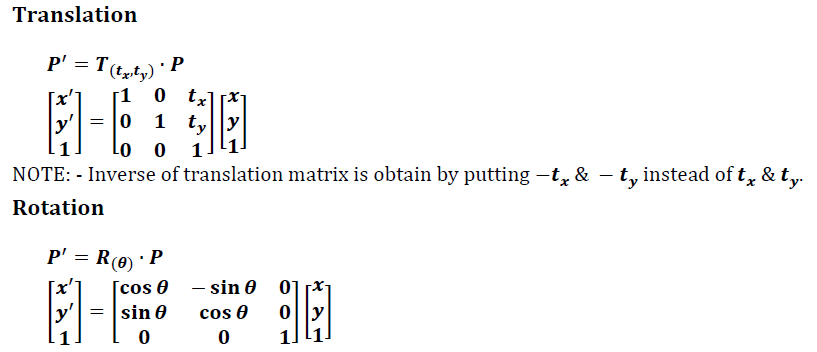 Translation
P′ = T(tx,ty) · P
[x′] = [1 0 tx] [x]
[y′] = [0 1 ty] [y]
[1] = [0 0 1] [1]
NOTE: - Inverse of translation matrix is obtain by putting −tx & − ty instead of tx & ty.
Rotation
P′ = R(θ) · P
[x′] = [cos θ − sin θ 0] [x]
[y′] = [sin θ cos θ 0] [y]
[1] = [0 0 1] [1]